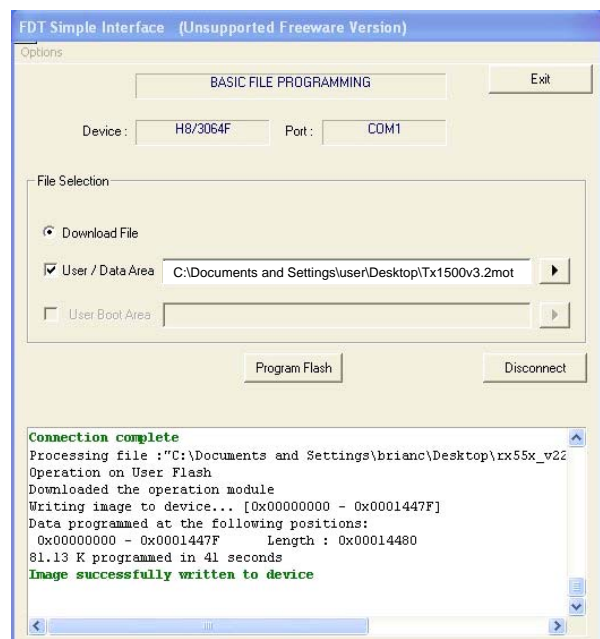 FDT Simple Interface (Unsupported Freeware Version)
Options
BASIC FILE PROGRAMMING
Exit
Device : H8/3064F Port : COM1
File Selection
Download File
User / Data Area C:\Documents and Settings\user\Desktop\Tx1500v3.2mot
User Boot Area
Program Flash Disconnect
Connection complete
Processing file :"C:\Documents and Settings\brianc\Desktop\rx55x_v22
Operation on User Flash
Downloaded the operation module
Writing image to device... [0x00000000 - 0x0001447F]
Data programmed at the following positions:
0x00000000 - 0x0001447F Length : 0x00014480
81.13 K programmed in 41 seconds
Image successfully written to device